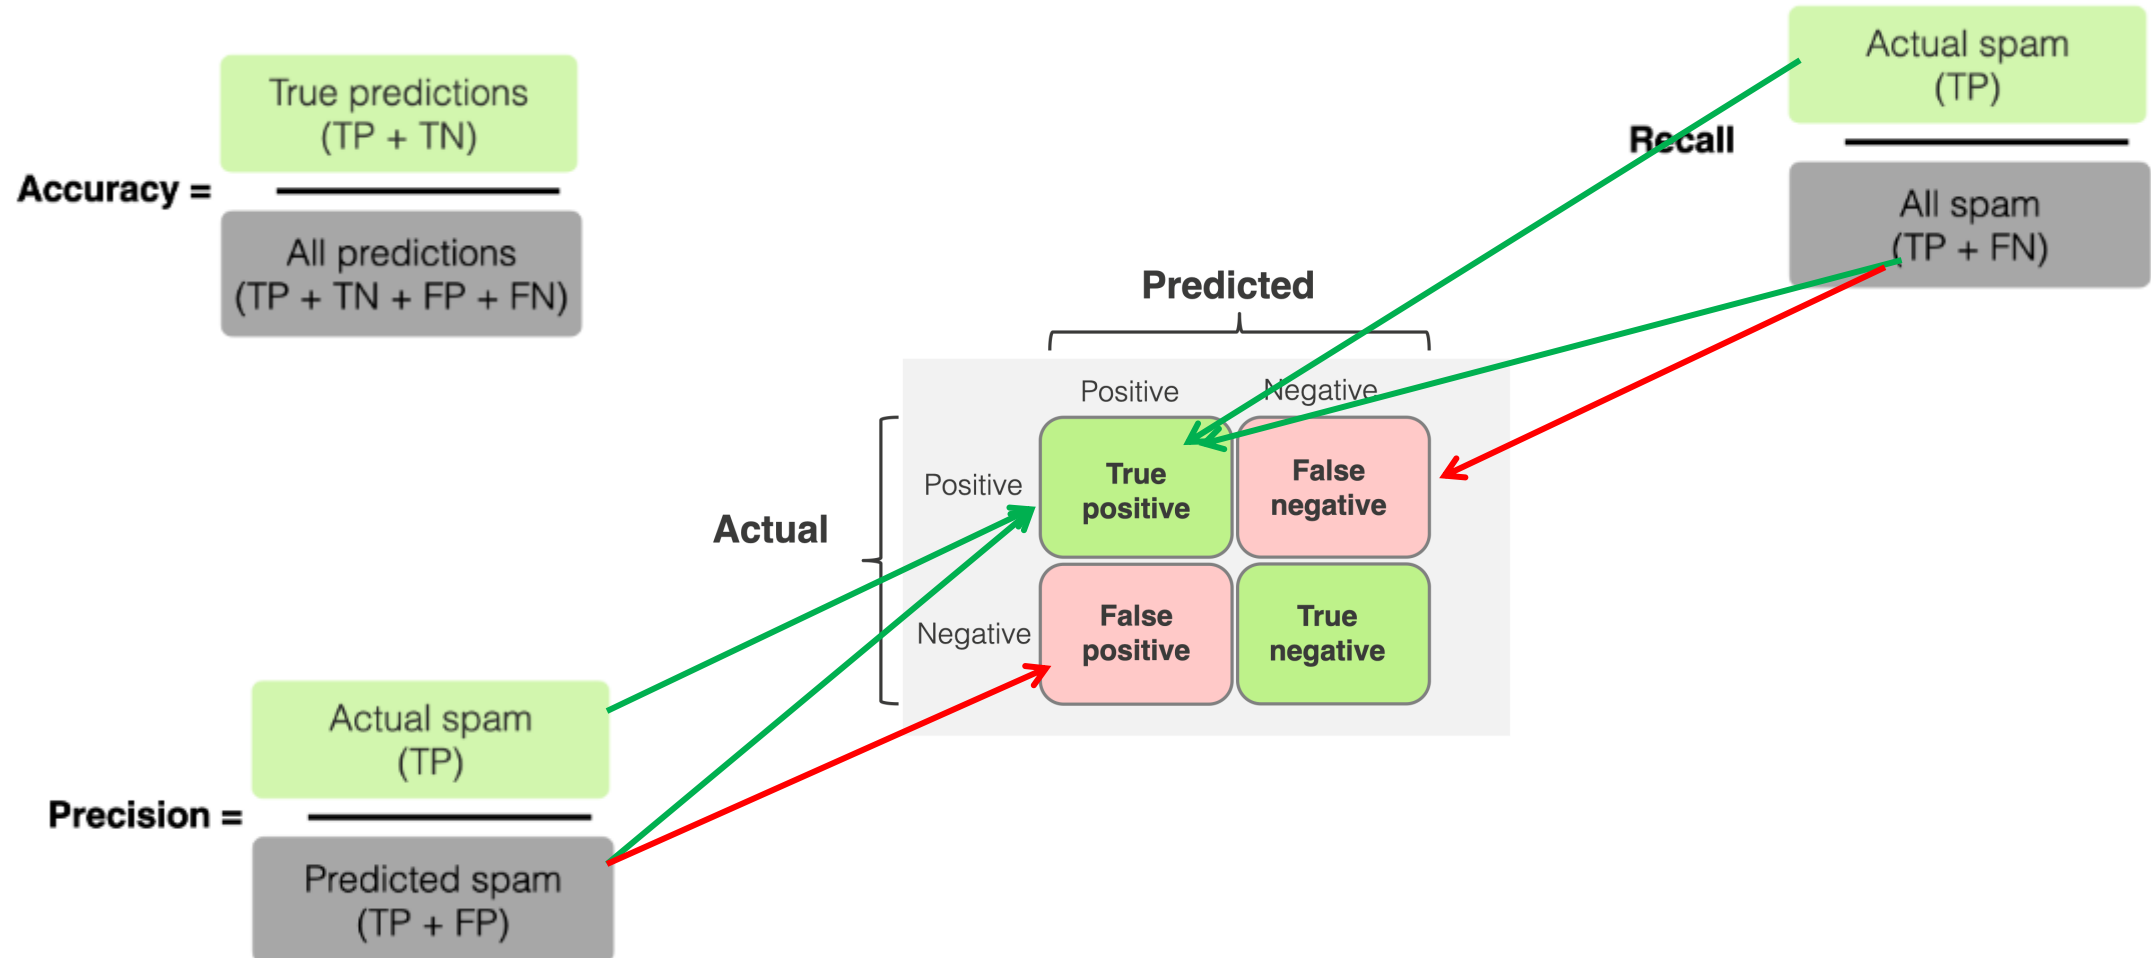 True predictions
(TP + TN)
Accuracy =
All predictions
(TP + TN + FP + FN)
Actual spam
(TP)
Recall
All spam
(TP + FN)
Predicted
Positive Negative
Actual
Positive
True
positive
False
negative
Negative
False
positive
True
negative
Actual spam
(TP)
Precision =
Predicted spam
(TP + FP)